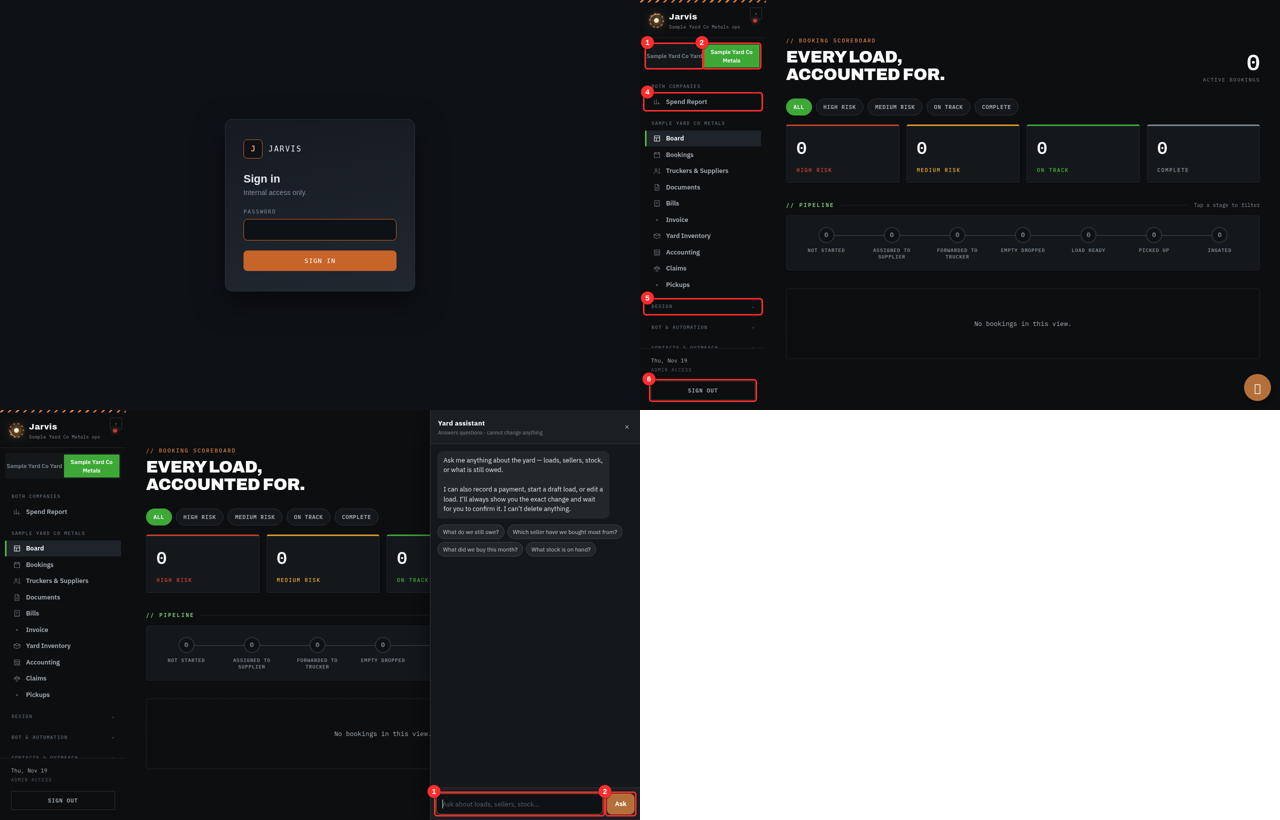 J JARVIS
Sign in
Internal access only.
PASSWORD
SIGN IN
Jarvis
Sample Yard Co Metals ops
1
2
Sample Yard Co Yard
Sample Yard Co
Metals
BOTH COMPANIES
4
Spend Report
SAMPLE YARD CO METALS
Board
Bookings
Truckers & Suppliers
Documents
Bills
Invoice
Yard Inventory
Accounting
Claims
Pickups
5
DESIGN
BOT & AUTOMATION
CONTACTS & OUTREACH
Thu, Nov 19
ADMIN ACCESS
6
SIGN OUT
// BOOKING SCOREBOARD
EVERY LOAD,
ACCOUNTED FOR.
0
ACTIVE BOOKINGS
ALL HIGH RISK MEDIUM RISK ON TRACK COMPLETE
0 0 0 0
HIGH RISK MEDIUM RISK ON TRACK COMPLETE
// PIPELINE
Tap a stage to filter
0 0 0 0 0 0 0
NOT STARTED ASSIGNED TO SUPPLIER FORWARDED TO TRUCKER EMPTY DROPPED LOAD READY PICKED UP INGATED
No bookings in this view.
Jarvis
Sample Yard Co Metals ops
Sample Yard Co Yard
Sample Yard Co
Metals
BOTH COMPANIES
Spend Report
SAMPLE YARD CO METALS
Board
Bookings
Truckers & Suppliers
Documents
Bills
Invoice
Yard Inventory
Accounting
Claims
Pickups
DESIGN
BOT & AUTOMATION
CONTACTS & OUTREACH
Thu, Nov 19
ADMIN ACCESS
SIGN OUT
// BOOKING SCOREBOARD
EVERY LOAD,
ACCOUNTED FOR.
ALL HIGH RISK MEDIUM RISK ON TRACK COMPLETE
0 0 0
HIGH RISK MEDIUM RISK ON TRACK
// PIPELINE
0 0 0 0
NOT STARTED ASSIGNED TO SUPPLIER FORWARDED TO TRUCKER EMPTY DROPPED
No bookings in this view.
Yard assistant
Answers questions · cannot change anything
×
Ask me anything about the yard — loads, sellers, stock,
or what is still owed.
I can also record a payment, start a draft load, or edit a
load. I'll always show you the exact change and wait
for you to confirm it. I can't delete anything.
What do we still owe? Which seller have we bought most from?
What did we buy this month? What stock is on hand?
1
2
Ask about loads, sellers, stock...
Ask